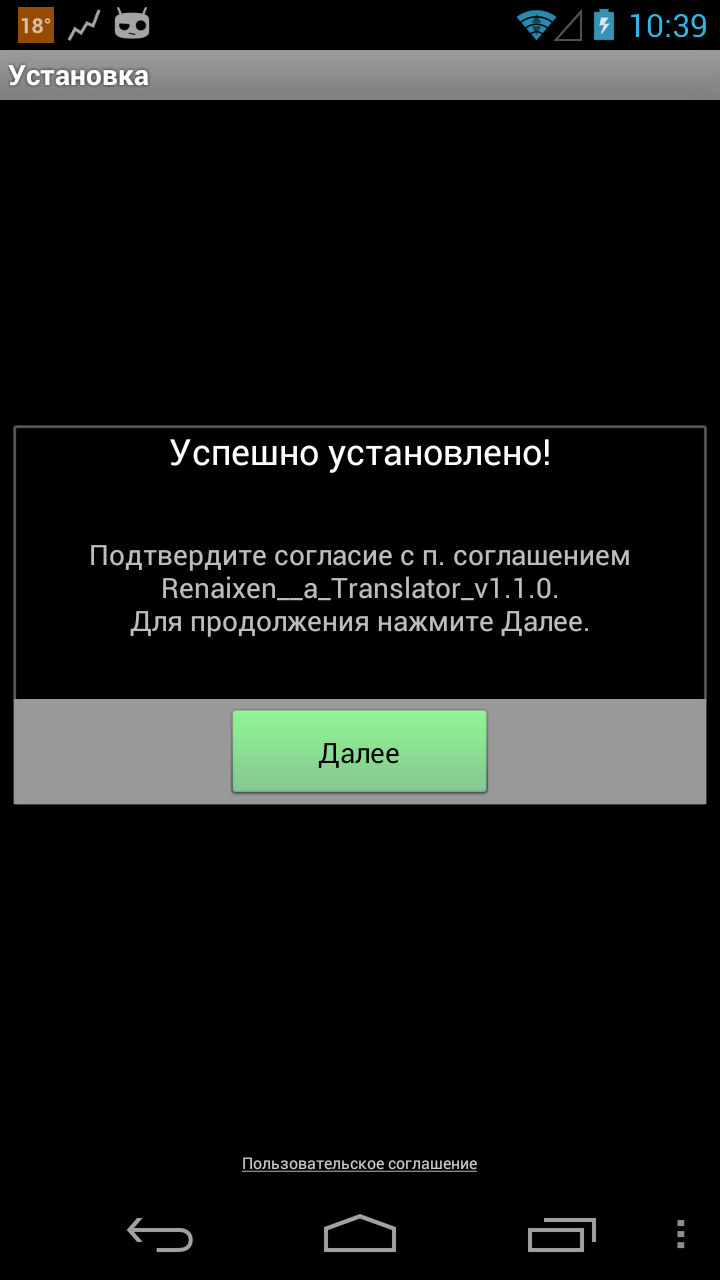 18°
10:39
Установка
Успешно установлено!
Подтвердите согласие с п. соглашением
Renaixen__a_Translator_v1.1.0.
Для продолжения нажмите Далее.
Далее
Пользовательское соглашение